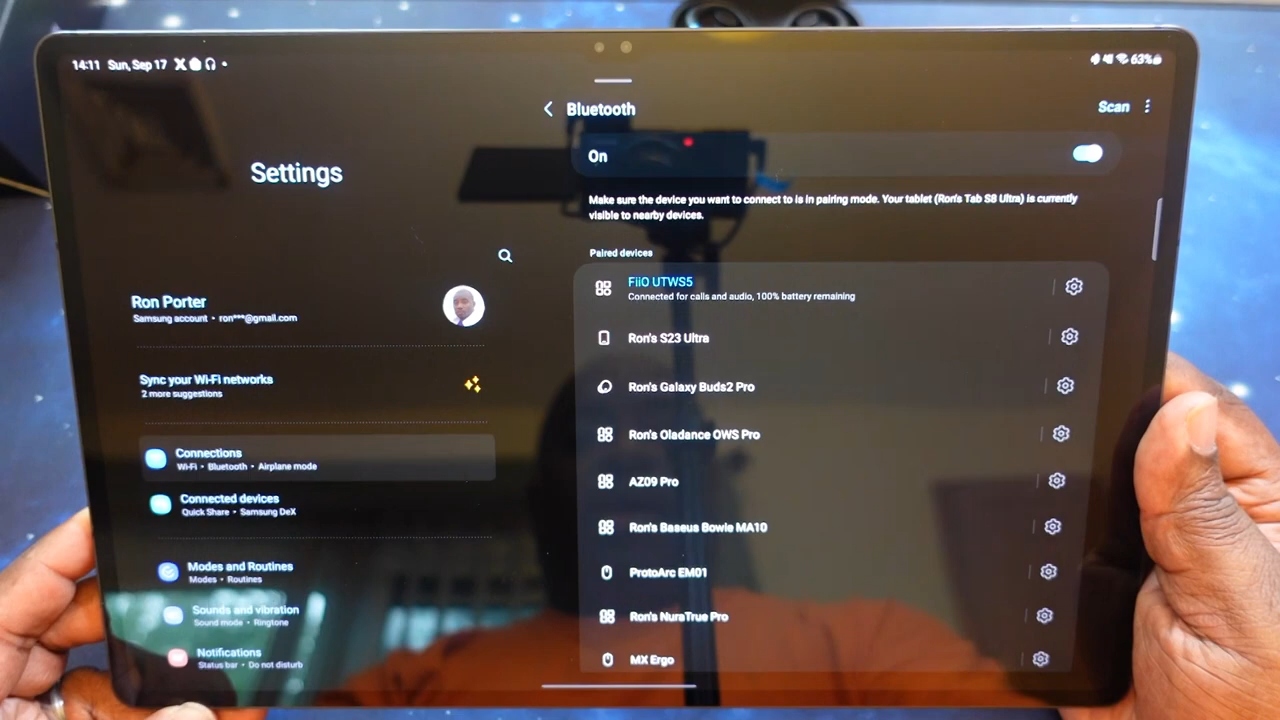 14:11 Sun, Sep 17
63%
Settings
Ron Porter
Samsung account • ron***@gmail.com
Sync your Wi-Fi networks
2 more suggestions
Connections
Wi-Fi • Bluetooth • Airplane mode
Connected devices
Quick Share • Samsung DeX
Modes and Routines
Modes • Routines
Sounds and vibration
Sound mode • Ringtone
Notifications
Status bar • Do not disturb
Bluetooth
Scan
On
Make sure the device you want to connect to is in pairing mode. Your tablet (Ron's Tab S8 Ultra) is currently
visible to nearby devices.
Paired devices
FiiO UTWS5
Connected for calls and audio, 100% battery remaining
Ron's S23 Ultra
Ron's Galaxy Buds2 Pro
Ron's Oladance OWS Pro
AZ09 Pro
Ron's Baseus Bowie MA10
ProtoArc EM01
Ron's NuraTrue Pro
MX Ergo